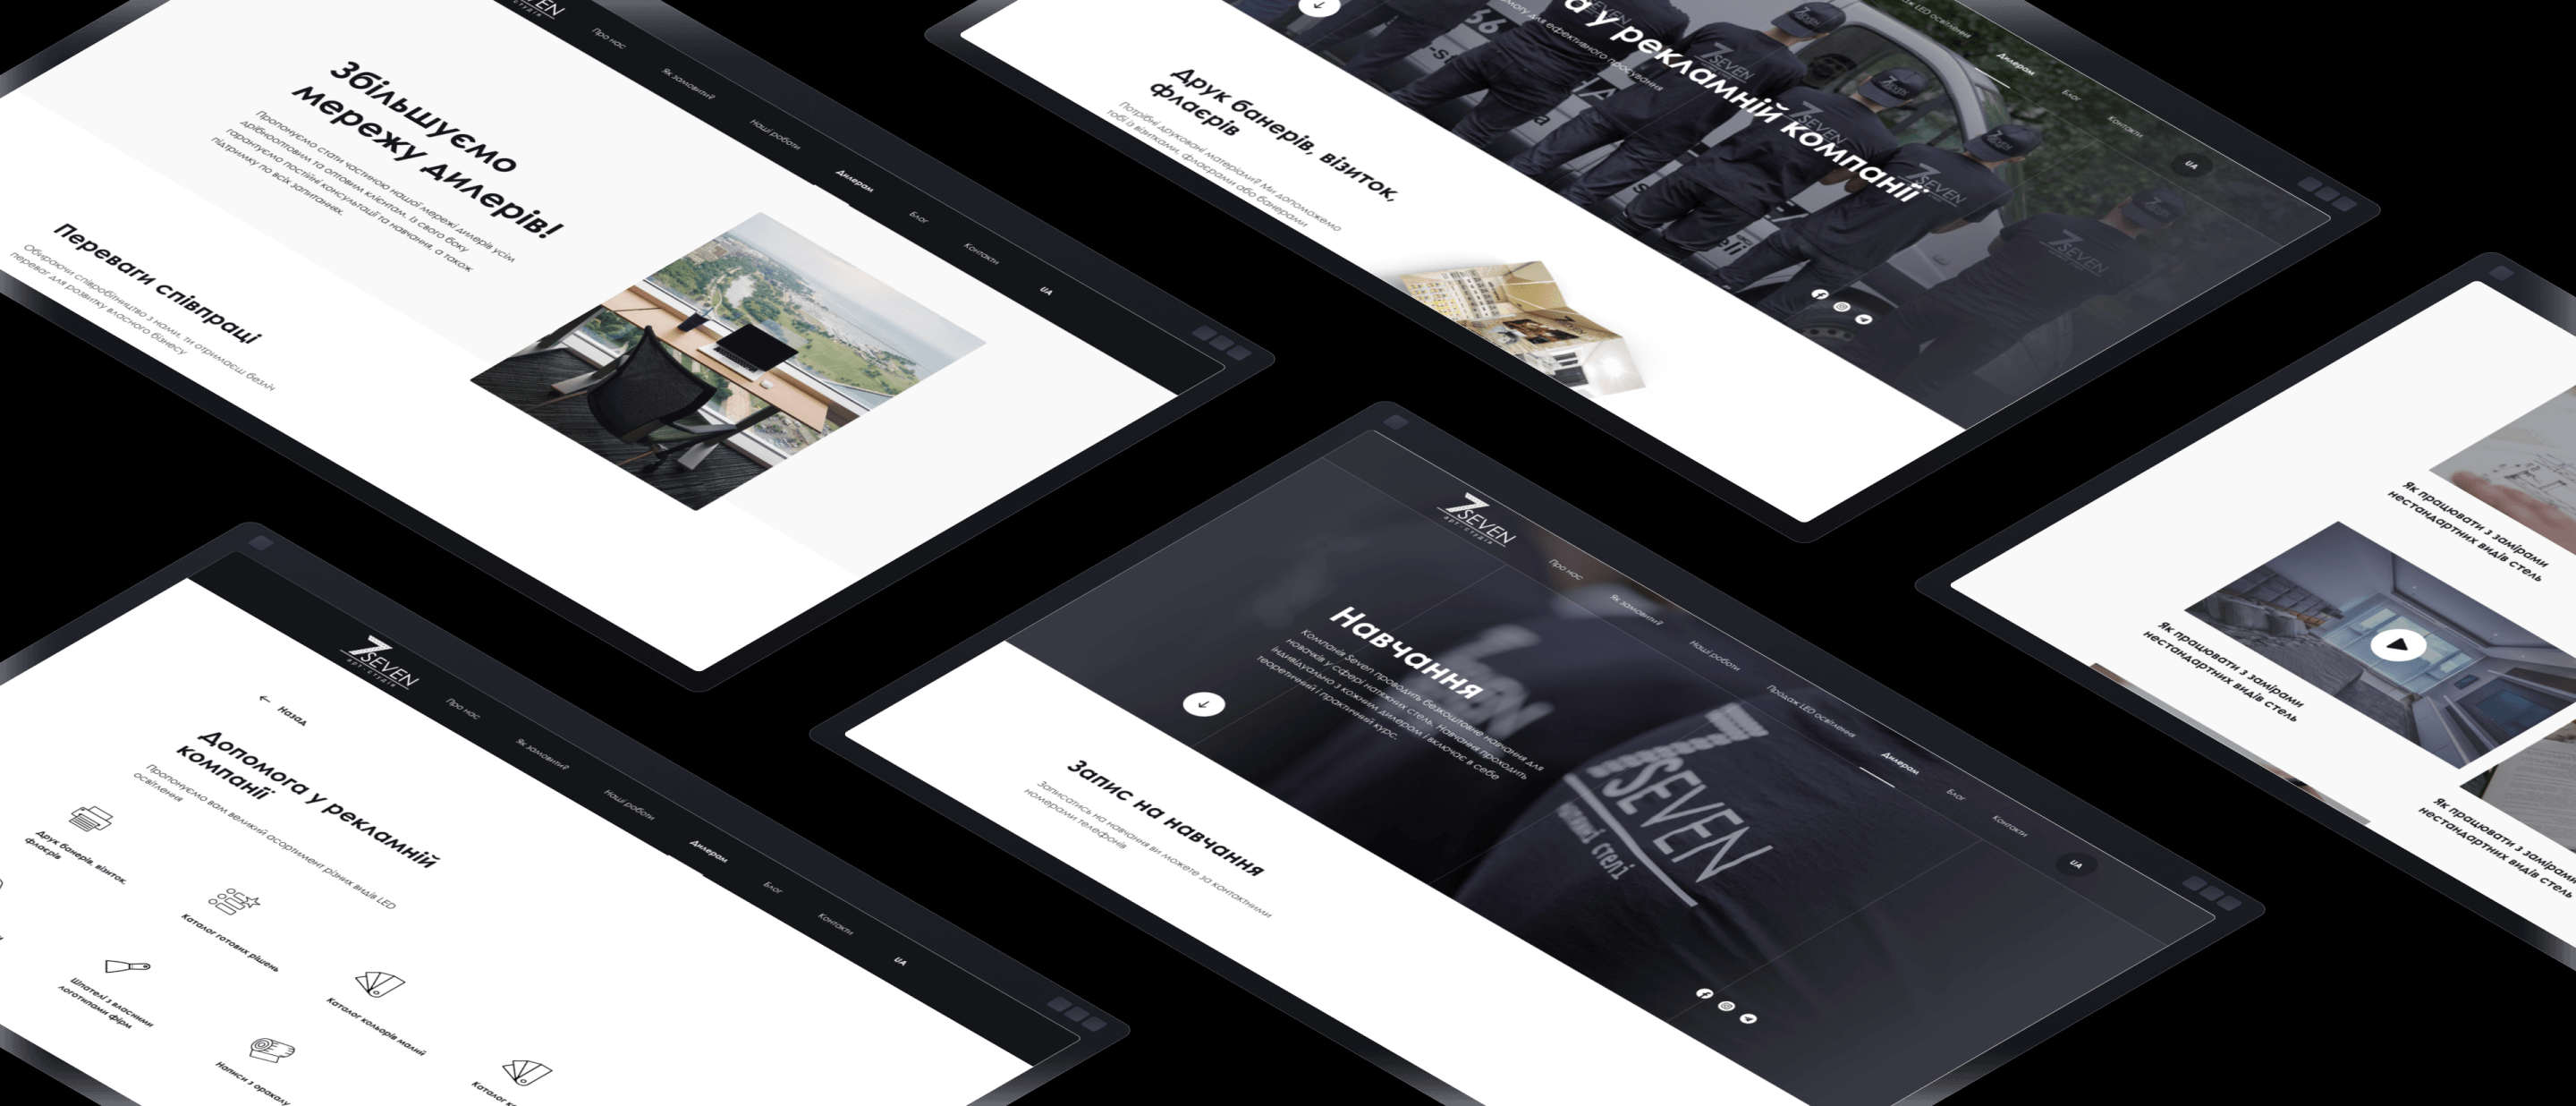 Про нас
Як замовити?
Наші роботи
Дилерам
Блог
Контакти
UA
Збільшуємо
мережу дилерів!
Пропонуємо стати частиною нашої мережі дилерів усім
дрібнооптовим та оптовим клієнтам. Із свого боку
гарантуємо постійні консультації та навчання, а також
підтримку по всіх запитаннях.
Переваги співпраці
Обираючи співробітництво з нами, ти отримаєш безліч
переваг для розвитку власного бізнесу
LED освітлення
Дилерам
Блог
Контакти
UA
у рекламній компанії
для ефективного просування
7 SEVEN
Друк банерів, візиток,
флаєрів
Потрібні друковані матеріали? Ми допоможемо
тобі із візитками, флаєрами або банерами
7 SEVEN
арт-студія
Про нас
Як замовити?
Наші роботи
Дилерам
Блог
Контакти
UA
← Назад
Допомога у рекламній
компанії
Пропонуємо вам великий асортимент різних видів LED
освітлення
Друк банерів, візиток,
флаєрів
Каталог готових рішень
Шпателі з власними
логотипами фірм
Каталог кольорів малий
Написи з оракалу
Каталог
7 SEVEN
арт-студія
Про нас
Як замовити?
Наші роботи
Продаж LED освітлення
Дилерам
Блог
Контакти
UA
Навчання
Компанія Seven проводить безкоштовне навчання для
новачків у сфері натяжних стель. Навчання проходить
індивідуально з кожним дилером і включає в себе
теоретичний і практичний курс.
7 SEVEN
натяжні стелі
Запис на навчання
Записатись на навчання ви можете за контактними
номерами телефонів
Як працювати з замірами
нестандартних видів стель
Як працювати з замірами
нестандартних видів стель
Як працювати з замірами
нестандартних видів стель